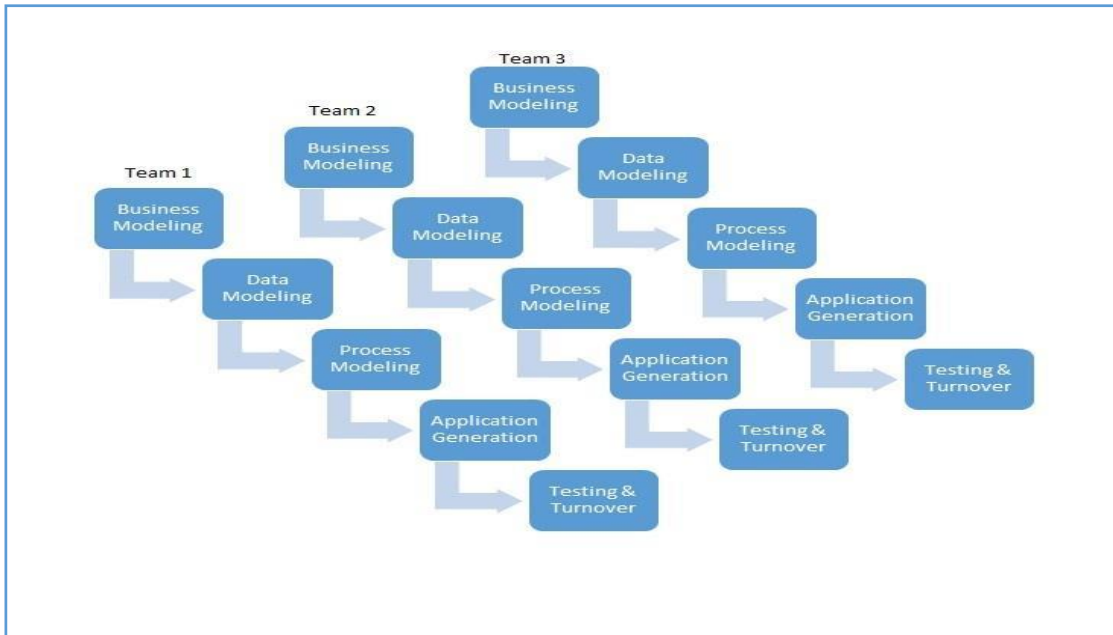 Team 1
Business
Modeling
Data
Modeling
Process
Modeling
Application
Generation
Testing &
Turnover
Team 2
Business
Modeling
Data
Modeling
Process
Modeling
Application
Generation
Testing &
Turnover
Team 3
Business
Modeling
Data
Modeling
Process
Modeling
Application
Generation
Testing &
Turnover